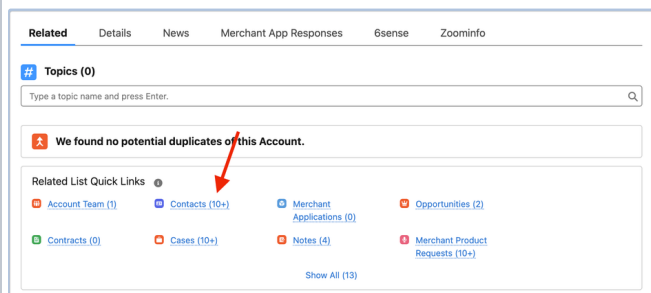 Related Details News Merchant App Responses 6sense Zoominfo
# Topics (0)
Type a topic name and press Enter.
We found no potential duplicates of this Account.
Related List Quick Links i
Account Team (1) Contacts (10+) Merchant Opportunities (2)
Applications (0)
Contracts (0) Cases (10+) Notes (4) Merchant Product
Requests (10+)
Show All (13)